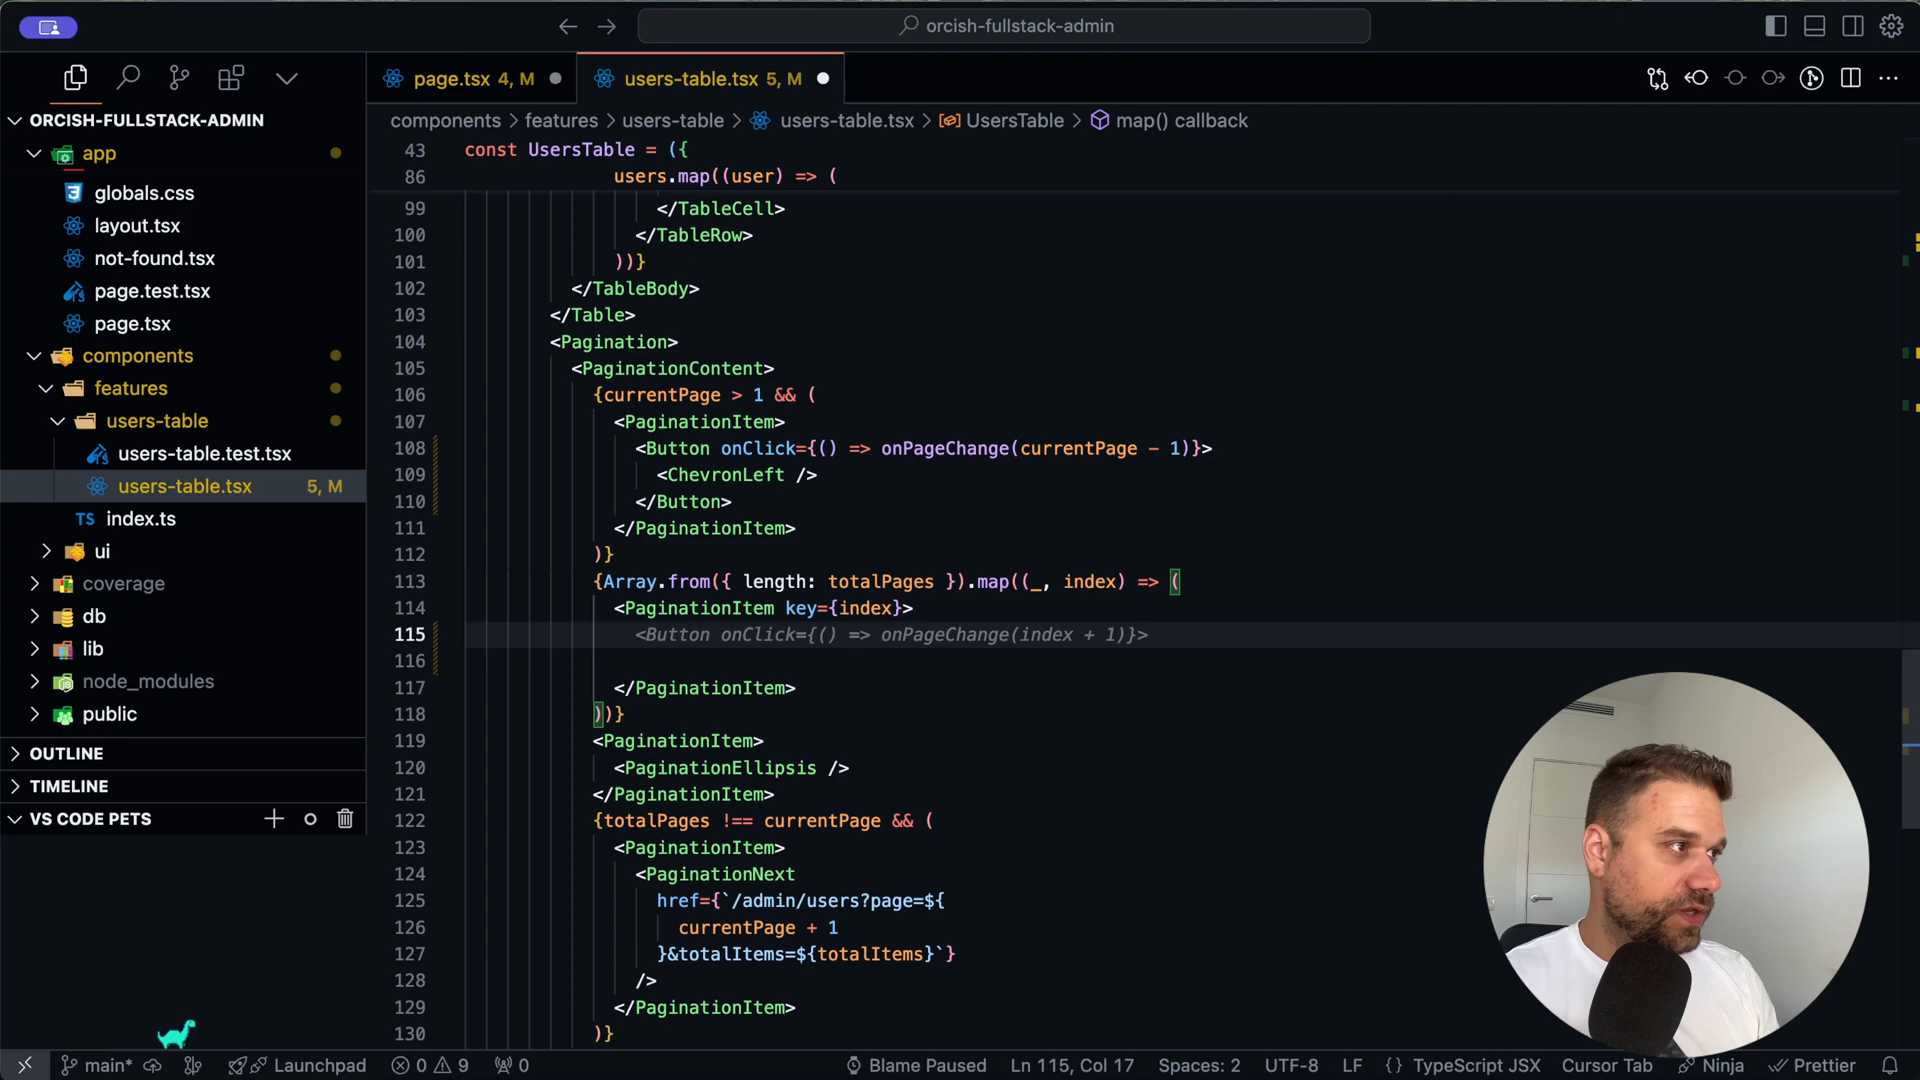 orcish-fullstack-admin
page.tsx 4, M
users-table.tsx 5, M
ORCISH-FULLSTACK-ADMIN
app
globals.css
layout.tsx
not-found.tsx
page.test.tsx
page.tsx
components
features
users-table
users-table.test.tsx
users-table.tsx 5, M
TS index.ts
ui
coverage
db
lib
node_modules
public
OUTLINE
TIMELINE
VS CODE PETS
components > features > users-table > users-table.tsx > UsersTable > map() callback
43 const UsersTable = ({
86 users.map((user) => (
99 </TableCell>
100 </TableRow>
101 ))}
102 </TableBody>
103 </Table>
104 <Pagination>
105 <PaginationContent>
106 {currentPage > 1 && (
107 <PaginationItem>
108 <Button onClick={() => onPageChange(currentPage - 1)}>
109 <ChevronLeft />
110 </Button>
111 </PaginationItem>
112 )}
113 {Array.from({ length: totalPages }).map((_, index) => (
114 <PaginationItem key={index}>
115 <Button onClick={() => onPageChange(index + 1)}>
116
117 </PaginationItem>
118 ))}
119 <PaginationItem>
120 <PaginationEllipsis />
121 </PaginationItem>
122 {totalPages !== currentPage && (
123 <PaginationItem>
124 <PaginationNext
125 href={`/admin/users?page=${
126 currentPage + 1
127 }&totalItems=${totalItems}`}
128 />
129 </PaginationItem>
130 )}
main* Launchpad 0 9 0 Blame Paused Ln 115, Col 17 Spaces: 2 UTF-8 LF {} TypeScript JSX Cursor Tab Ninja Prettier